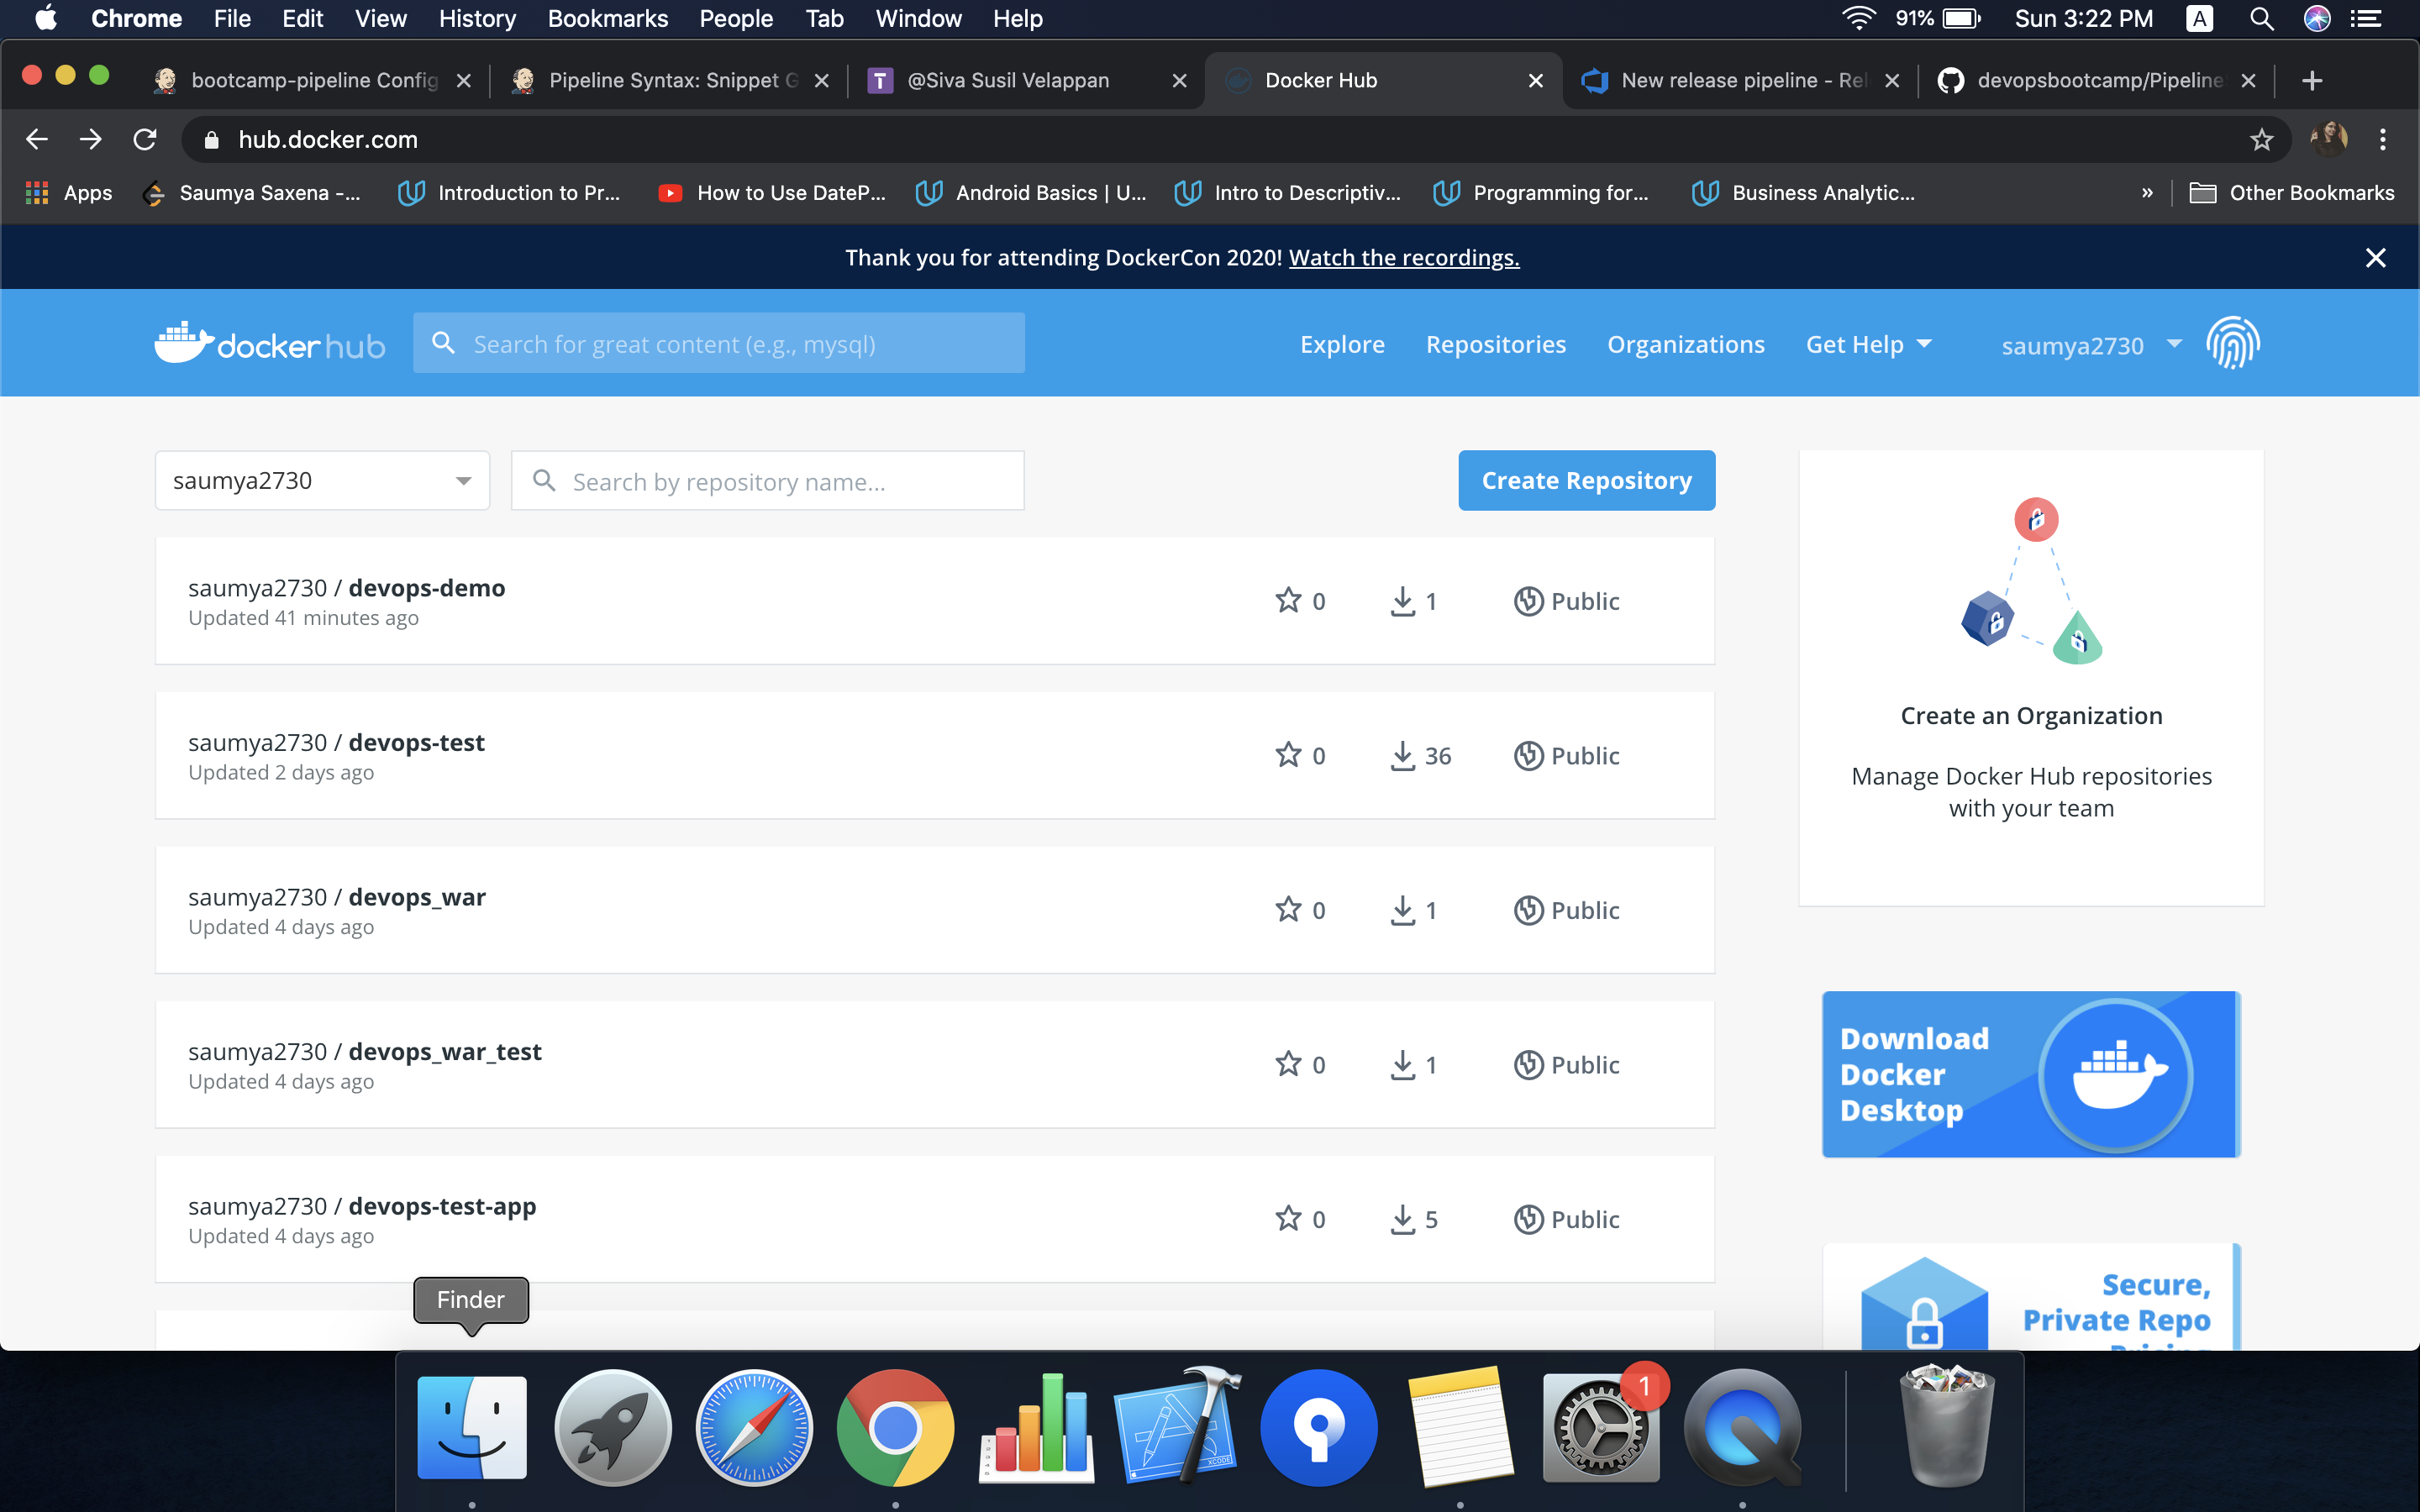 Chrome File Edit View History Bookmarks People Tab Window Help 91% Sun 3:22 PM A
bootcamp-pipeline Config Pipeline Syntax: Snippet G T @Siva Susil Velappan Docker Hub New release pipeline - Rel devopsbootcamp/Pipeline
hub.docker.com
Apps Saumya Saxena -... Introduction to Pr... How to Use DateP... Android Basics | U... Intro to Descriptiv... Programming for... Business Analytic... » Other Bookmarks
Thank you for attending DockerCon 2020! Watch the recordings.
docker hub Search for great content (e.g., mysql) Explore Repositories Organizations Get Help saumya2730
saumya2730 Search by repository name... Create Repository
saumya2730 / devops-demo
Updated 41 minutes ago
0 1 Public
saumya2730 / devops-test
Updated 2 days ago
0 36 Public
saumya2730 / devops_war
Updated 4 days ago
0 1 Public
saumya2730 / devops_war_test
Updated 4 days ago
0 1 Public
saumya2730 / devops-test-app
Updated 4 days ago
0 5 Public
Create an Organization
Manage Docker Hub repositories
with your team
Download
Docker
Desktop
Secure,
Private Repo
Finder
XCODE
1